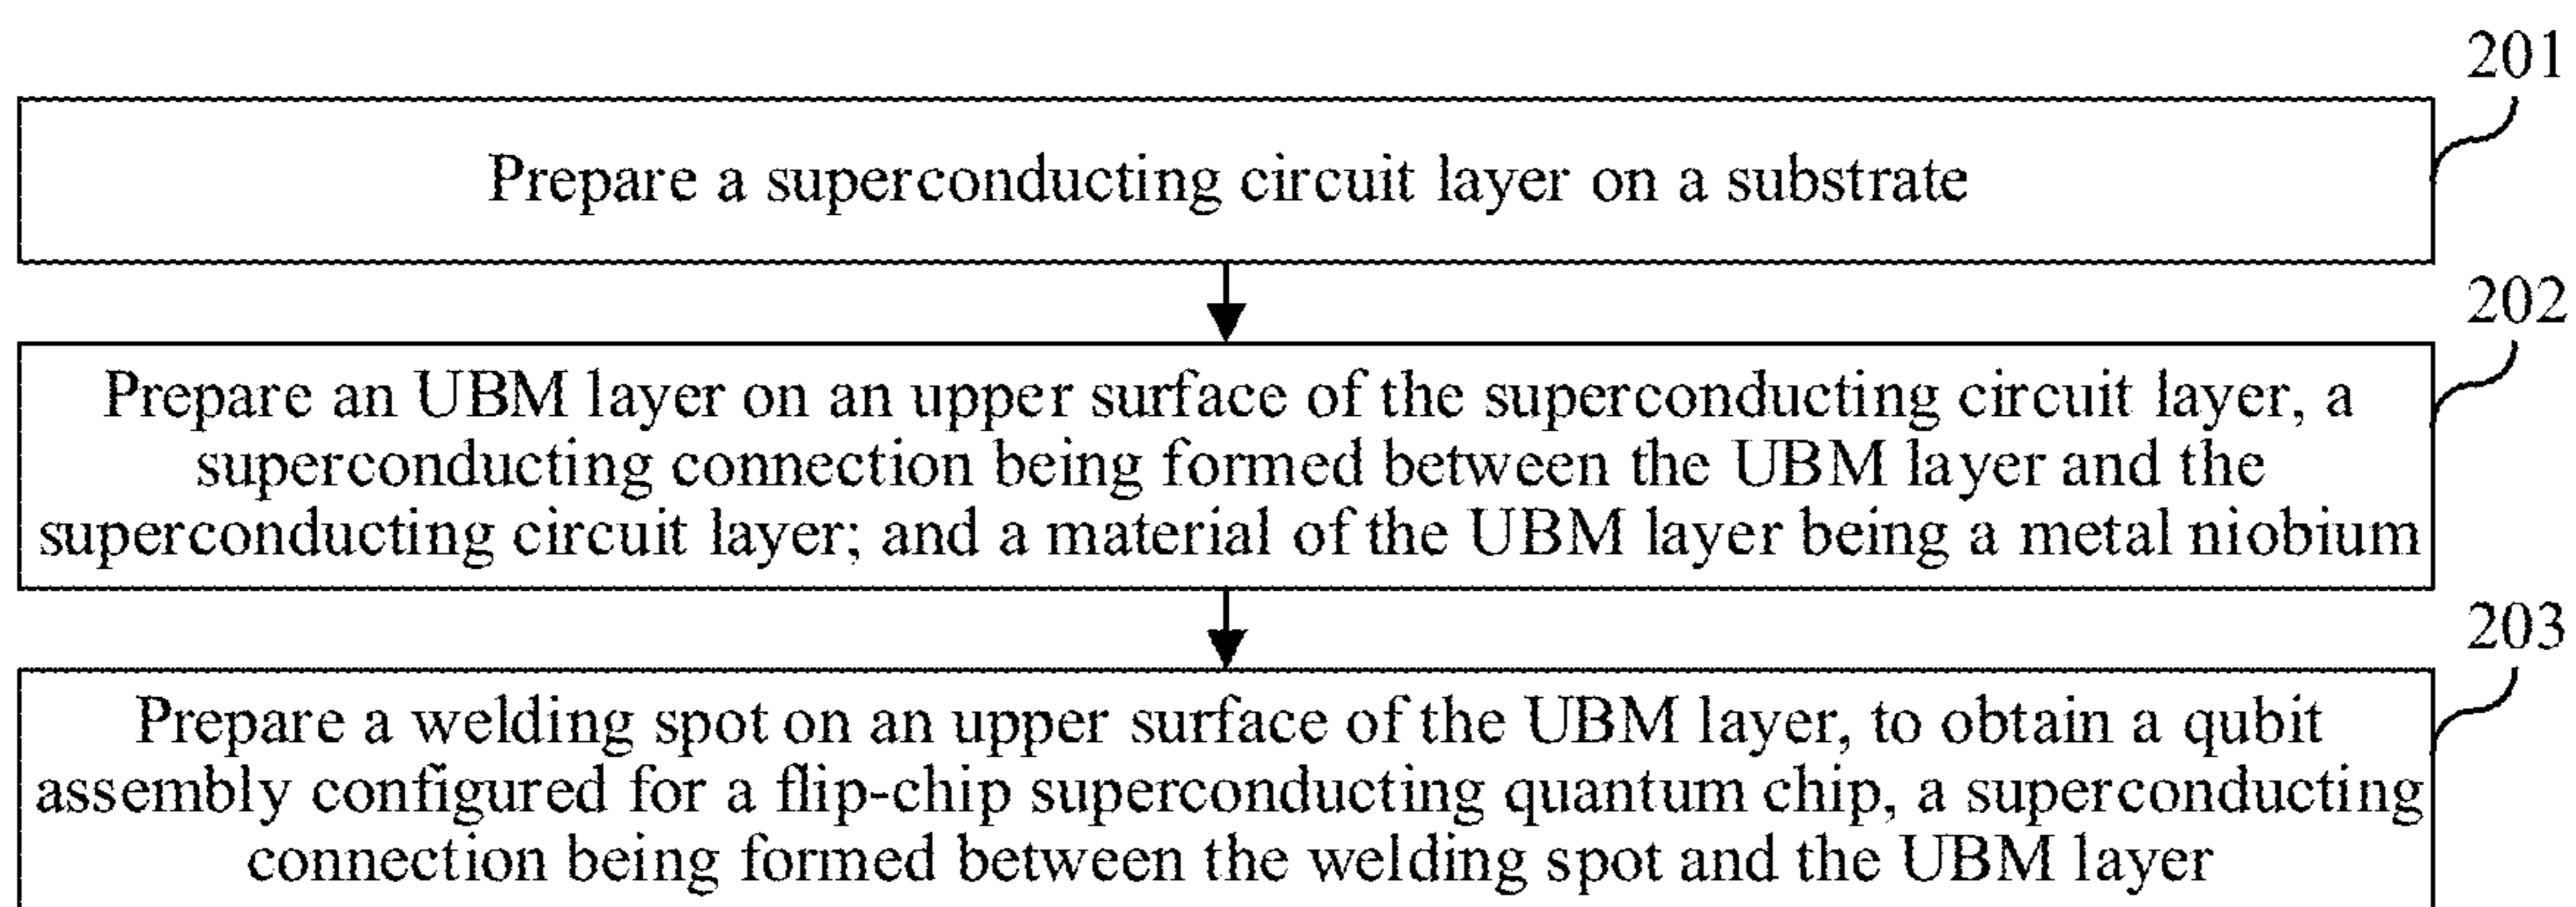 201
Prepare a superconducting circuit layer on a substrate
202
Prepare an UBM layer on an upper surface of the superconducting circuit layer, a
superconducting connection being formed between the UBM layer and the
superconducting circuit layer; and a material of the UBM layer being a metal niobium
203
Prepare a welding spot on an upper surface of the UBM layer, to obtain a qubit
assembly configured for a flip-chip superconducting quantum chip, a superconducting
connection being formed between the welding spot and the UBM layer